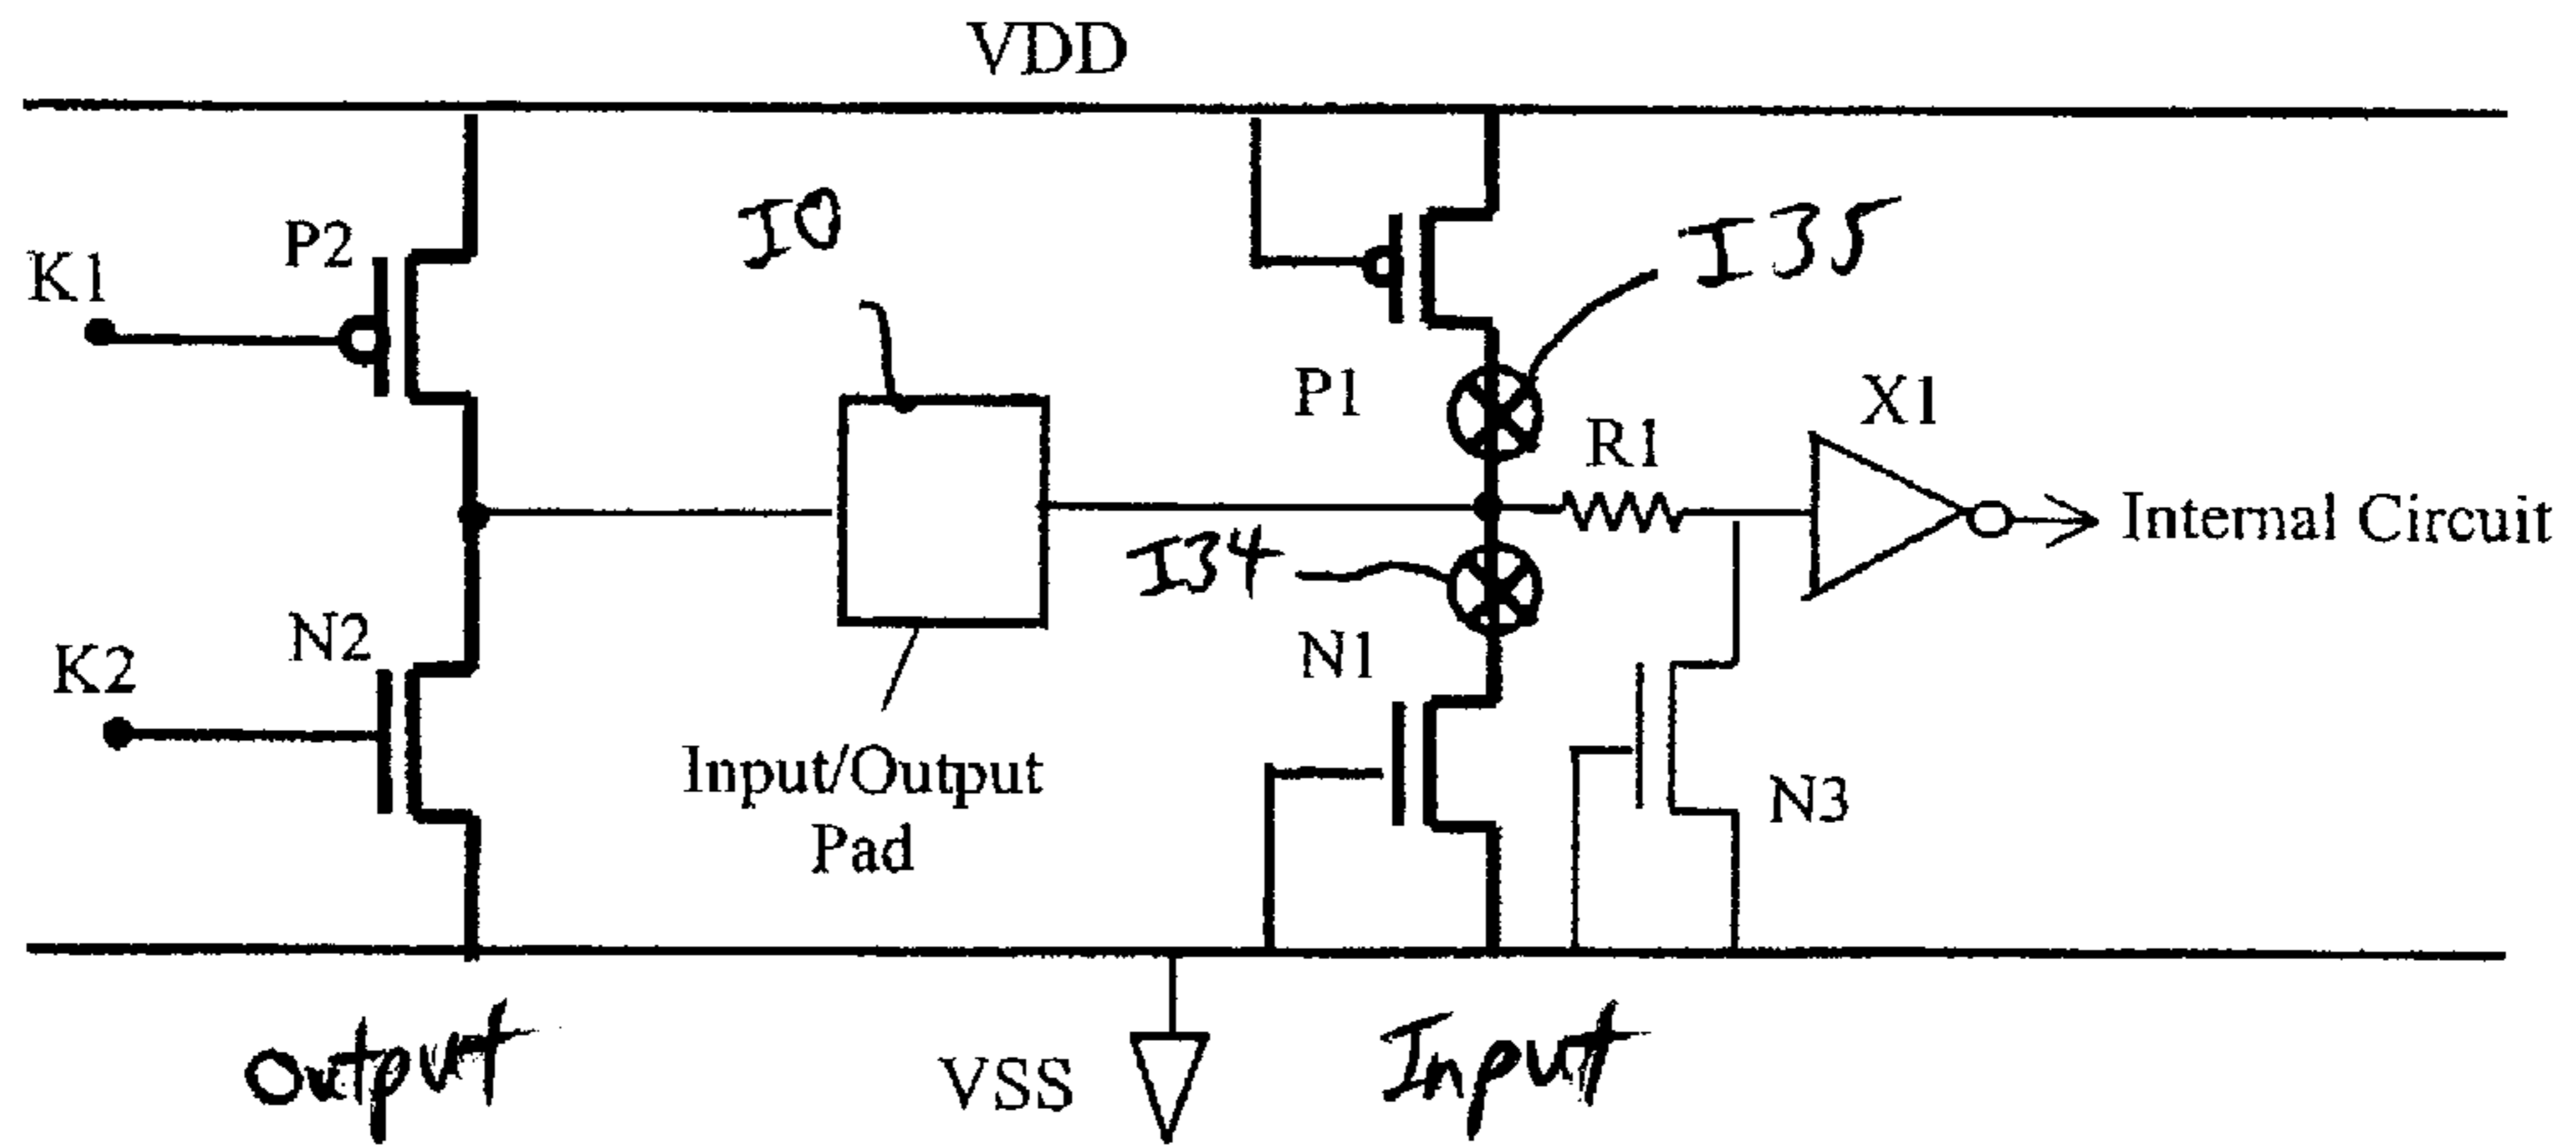 VDD
I0
I35
P2
K1
P1
X1
R1
Internal Circuit
I34
N2
N1
K2
Input/Output
Pad
N3
Output
VSS
Input